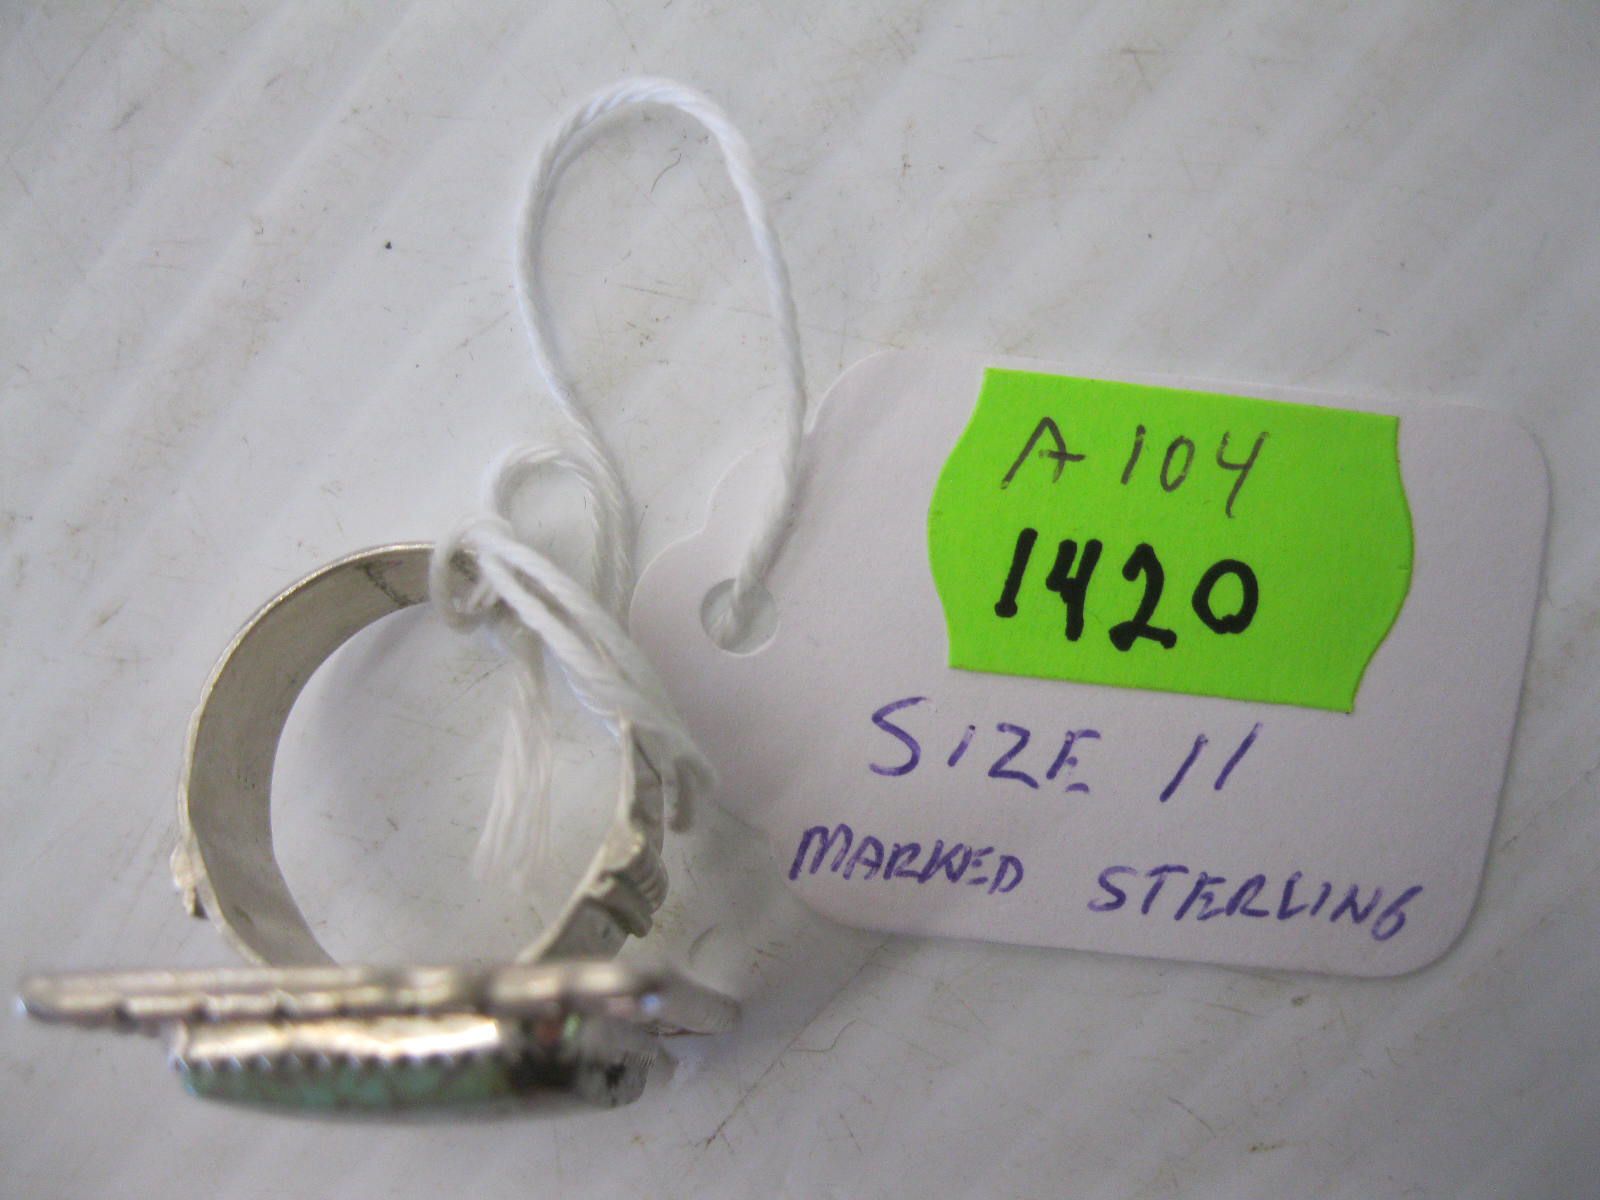 A104
1420
SIZE 11
MARKED STERLING